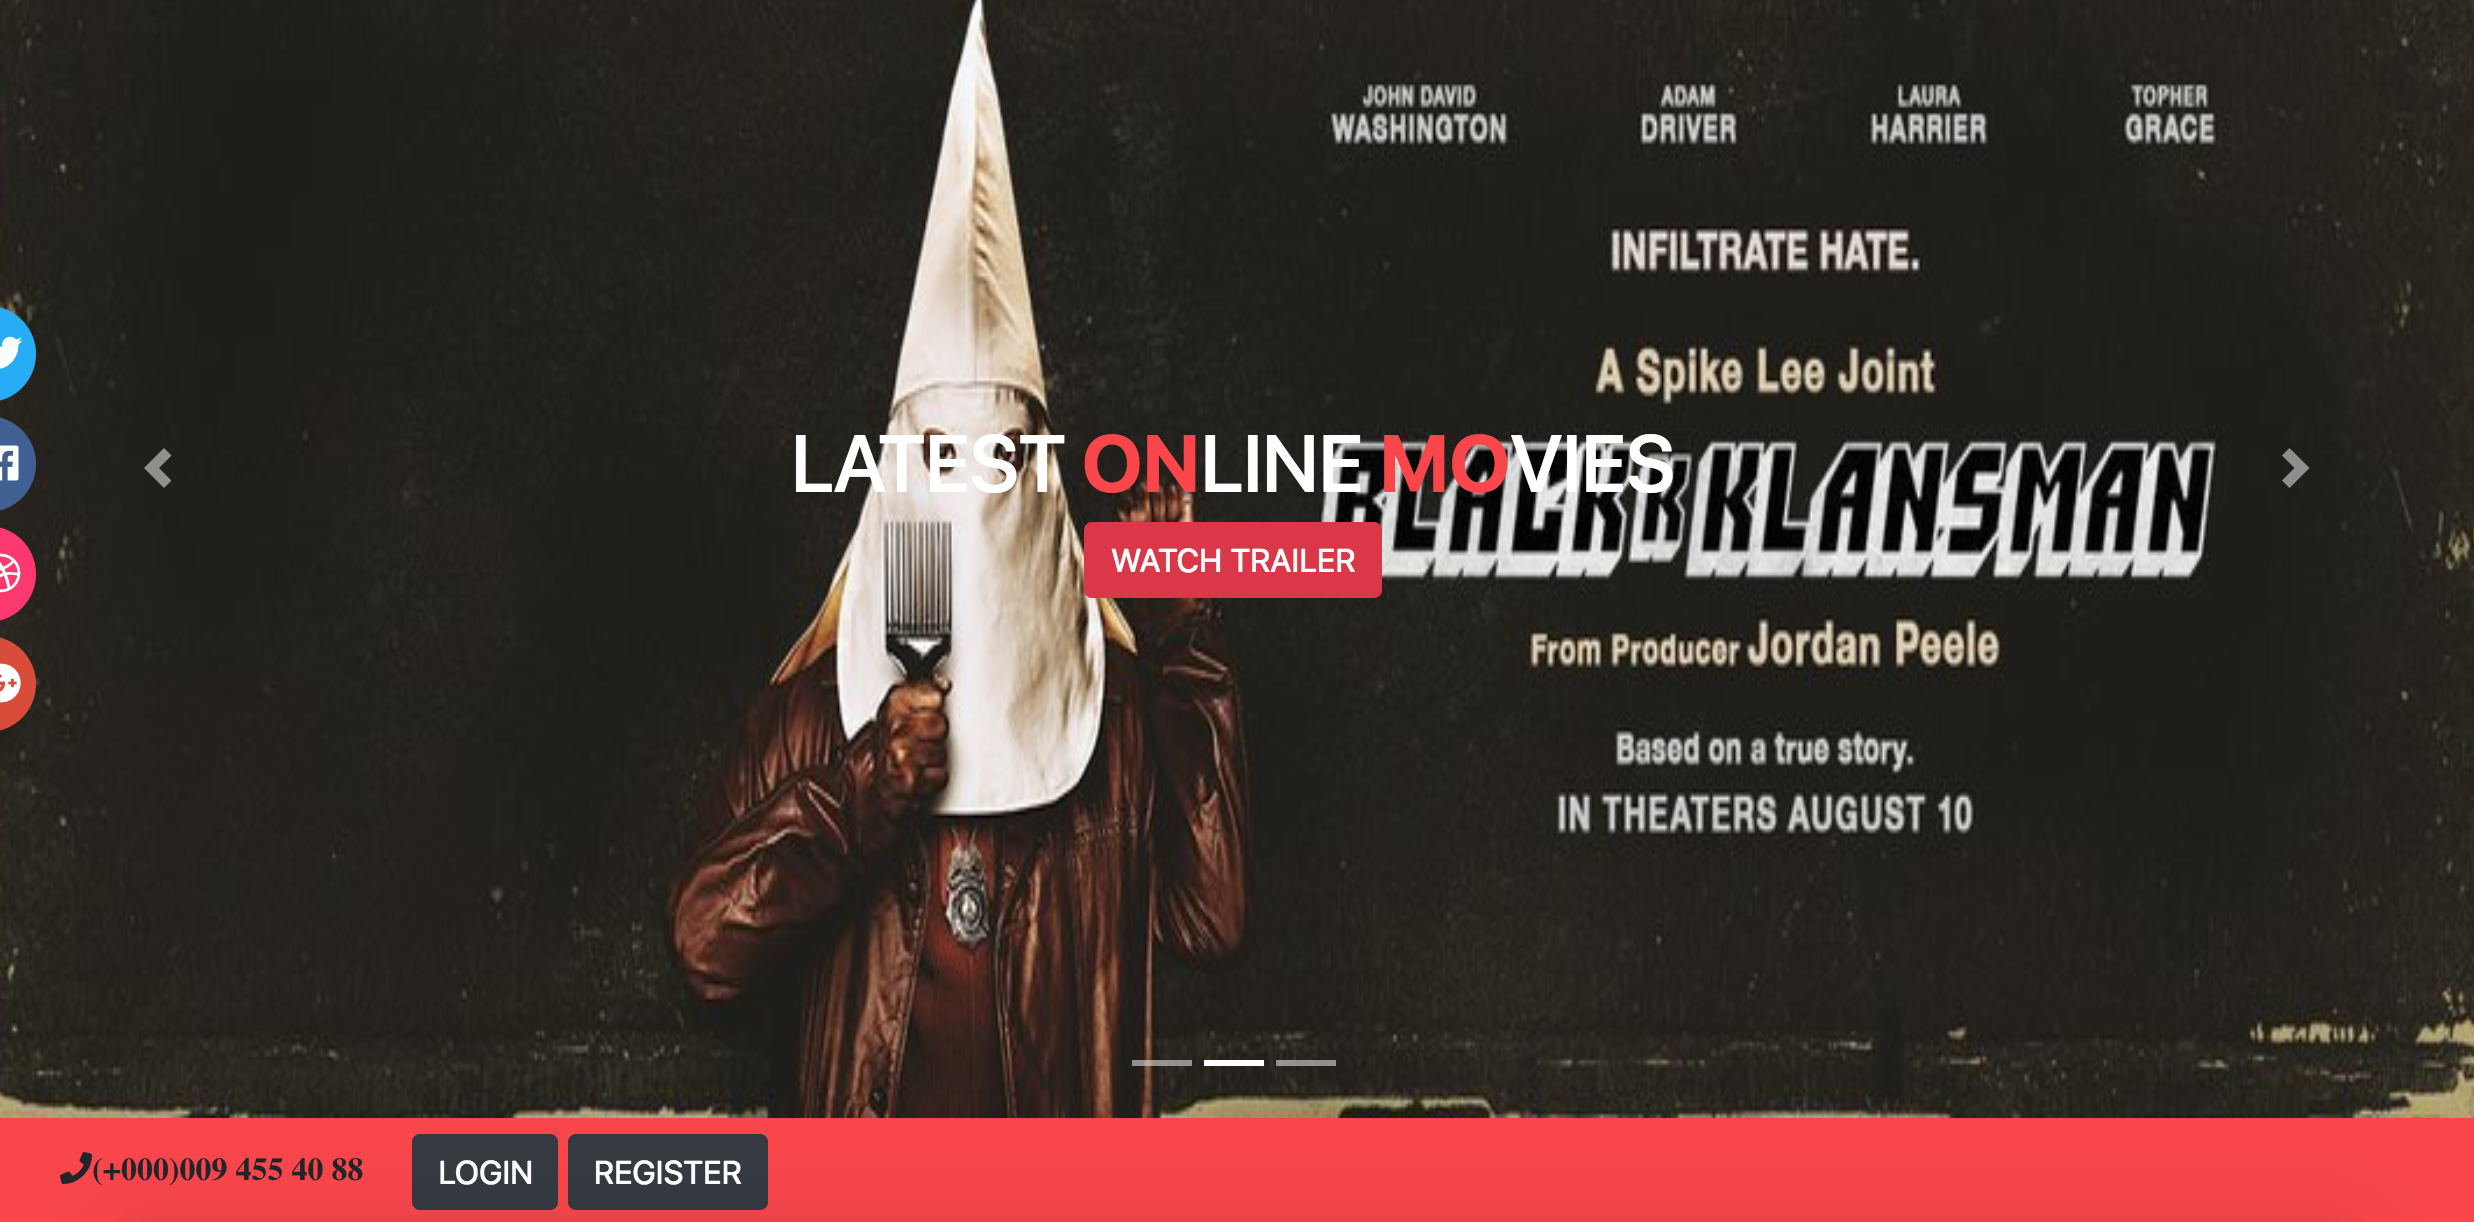 JOHN DAVID WASHINGTON
ADAM DRIVER
LAURA HARRIER
TOPHER GRACE
INFILTRATE HATE.
A Spike Lee Joint
LATEST ONLINE MOVIES
BLACKkKLANSMAN
WATCH TRAILER
From Producer Jordan Peele
Based on a true story.
IN THEATERS AUGUST 10
(+000)009 455 40 88
LOGIN
REGISTER